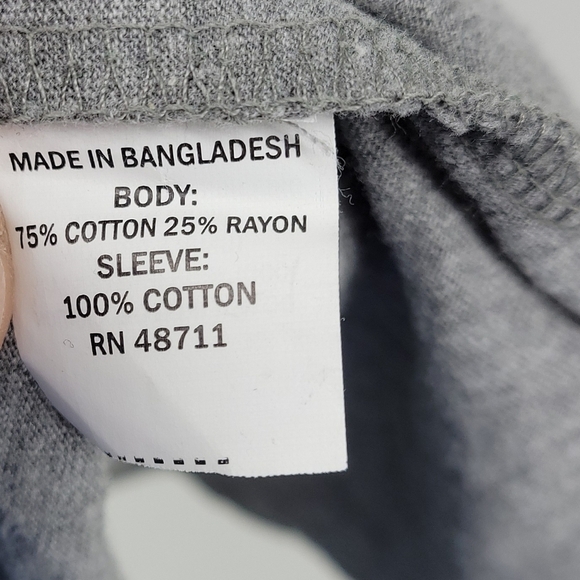 MADE IN BANGLADESH
BODY:
75% COTTON 25% RAYON
SLEEVE:
100% COTTON
RN 48711